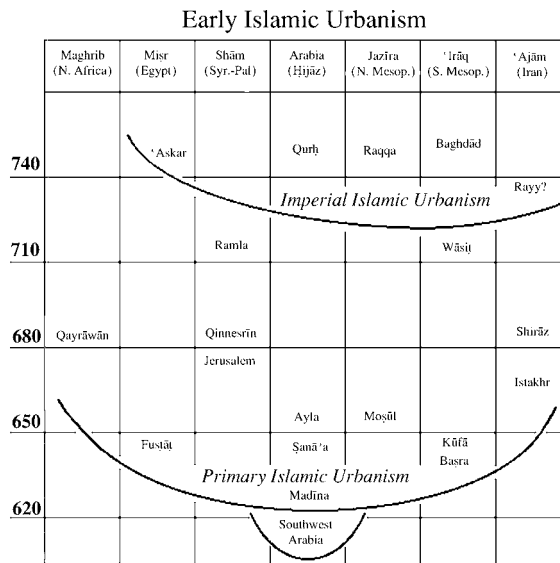 Early Islamic Urbanism
Maghrib Miṣr Shām Arabia Jazīra ʿIrāq ʿAjām
(N. Africa) (Egypt) (Syr.-Pal) (Ḥijāz) (N. Mesop.) (S. Mesop.) (Iran)
ʿAskar Qurḥ Raqqa Baghdād
740
Rayy?
Imperial Islamic Urbanism
Ramla Wāsiṭ
710
Qayrāwān Qinnesrīn Shirāz
680
Jerusalem
Istakhr
Ayla Moṣūl
650
Fusṭāṭ Ṣanāʿa Kūfā
Baṣra
Primary Islamic Urbanism
Madīna
620
Southwest
Arabia